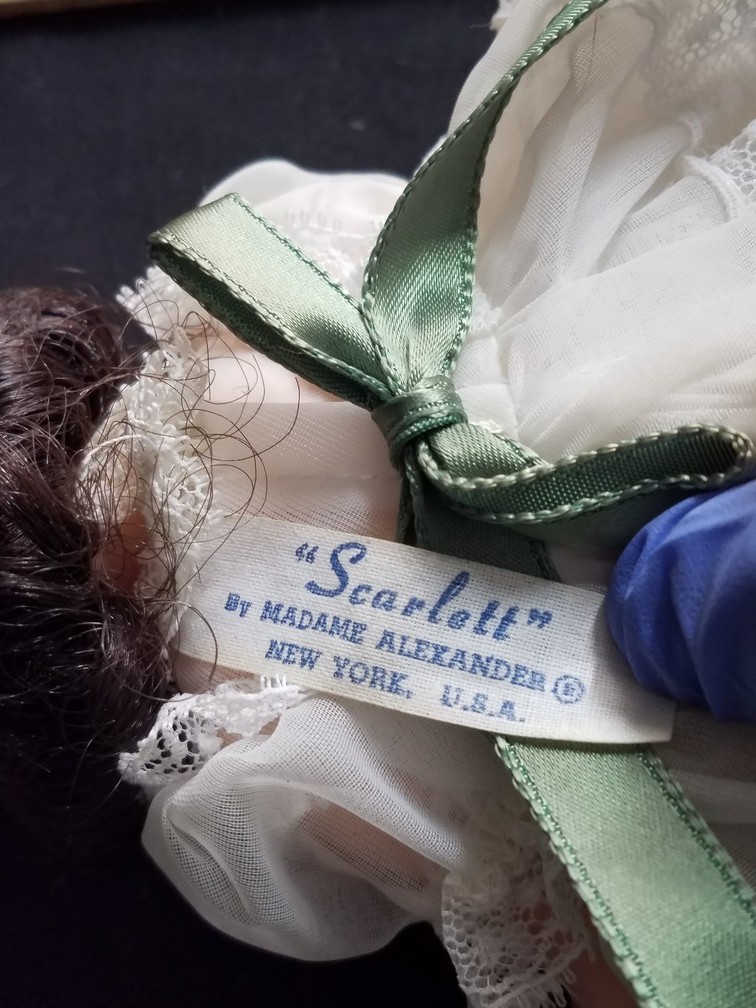 "Scarlett"
BY MADAME ALEXANDER®
NEW YORK, U.S.A.